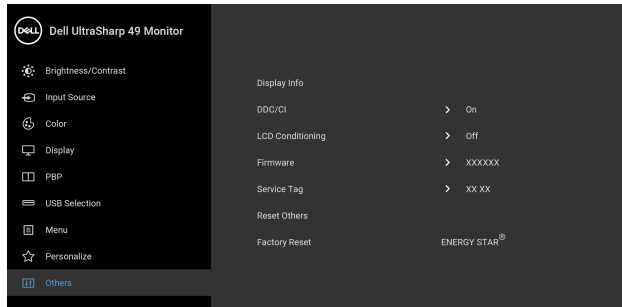 DELL Dell UltraSharp 49 Monitor
Brightness/Contrast
Input Source
Color
Display
PBP
USB Selection
Menu
Personalize
Others
Display Info
DDC/CI > On
LCD Conditioning > Off
Firmware > XXXXXX
Service Tag > XX XX
Reset Others
Factory Reset ENERGY STAR®